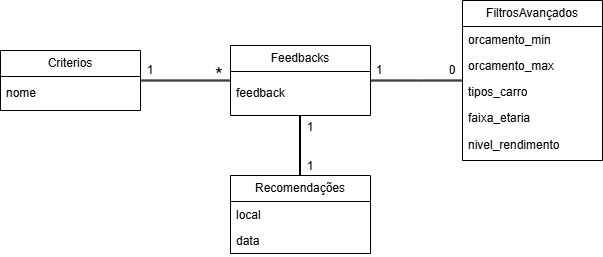 Criterios
nome
1
*
Feedbacks
feedback
1
0
FiltrosAvançados
orcamento_min
orcamento_max
tipos_carro
faixa_etaria
nivel_rendimento
1
1
Recomendações
local
data